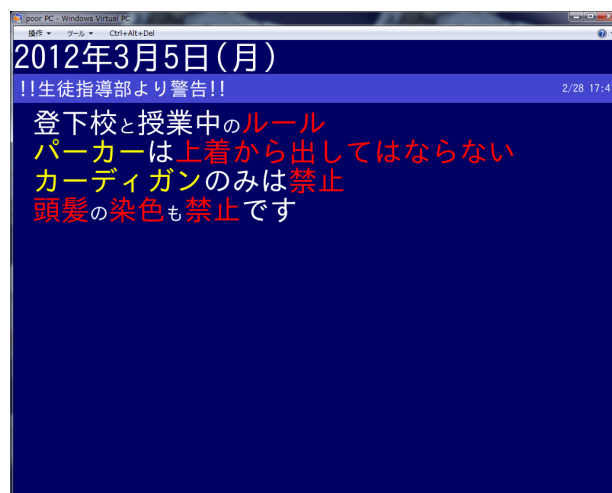 poor PC - Windows Virtual PC
操作 ツール Ctrl+Alt+Del
2012年3月5日(月)
!!生徒指導部より警告!! 2/28
登下校と授業中のルール
パーカーは上着から出してはならない
カーディガンのみは禁止
頭髪の染色も禁止です